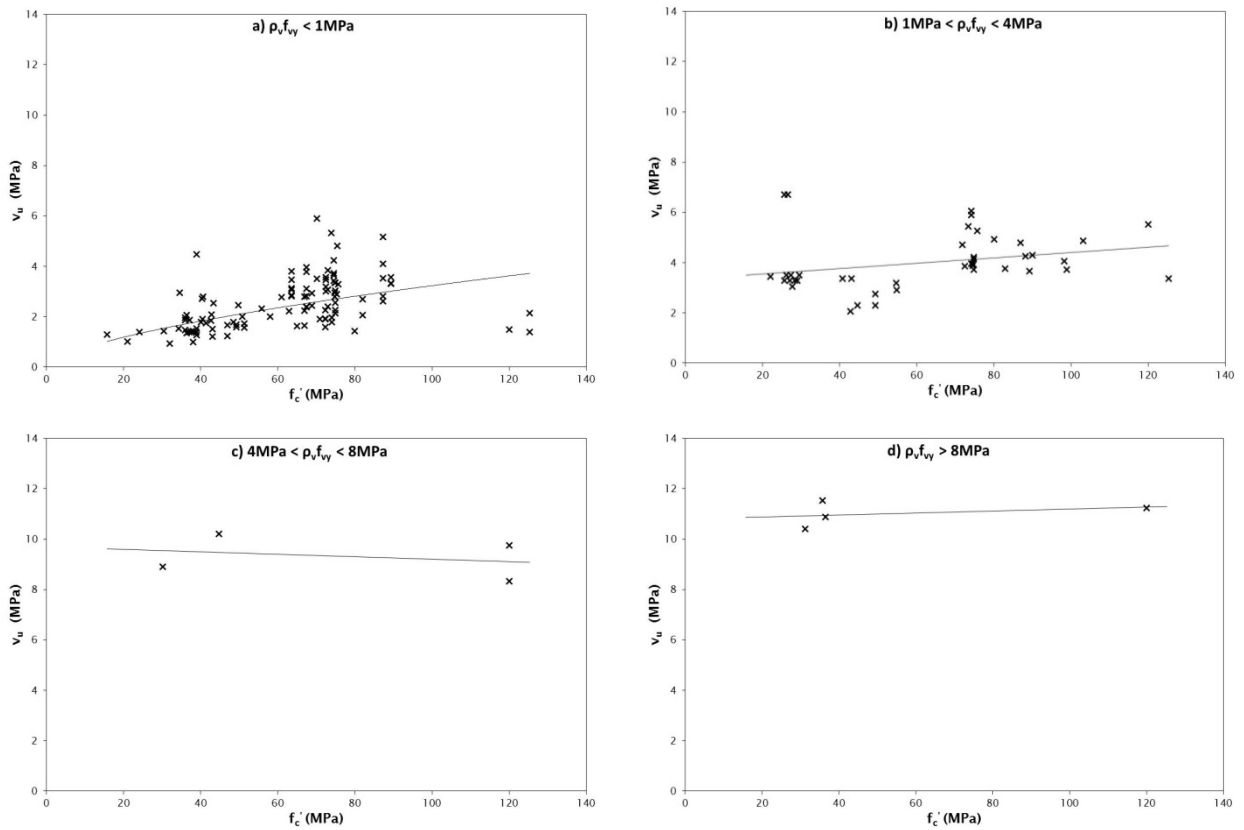 a) ρvfvy < 1MPa
14
12
10
8
6
4
2
0
vu (MPa)
0 20 40 60 80 100 120 140
fc' (MPa)
b) 1MPa < ρvfvy < 4MPa
14
12
10
8
6
4
2
0
vu (MPa)
0 20 40 60 80 100 120 140
fc' (MPa)
c) 4MPa < ρvfvy < 8MPa
14
12
10
8
6
4
2
0
vu (MPa)
0 20 40 60 80 100 120 140
fc' (MPa)
d) ρvfvy > 8MPa
14
12
10
8
6
4
2
0
vu (MPa)
0 20 40 60 80 100 120 140
fc' (MPa)